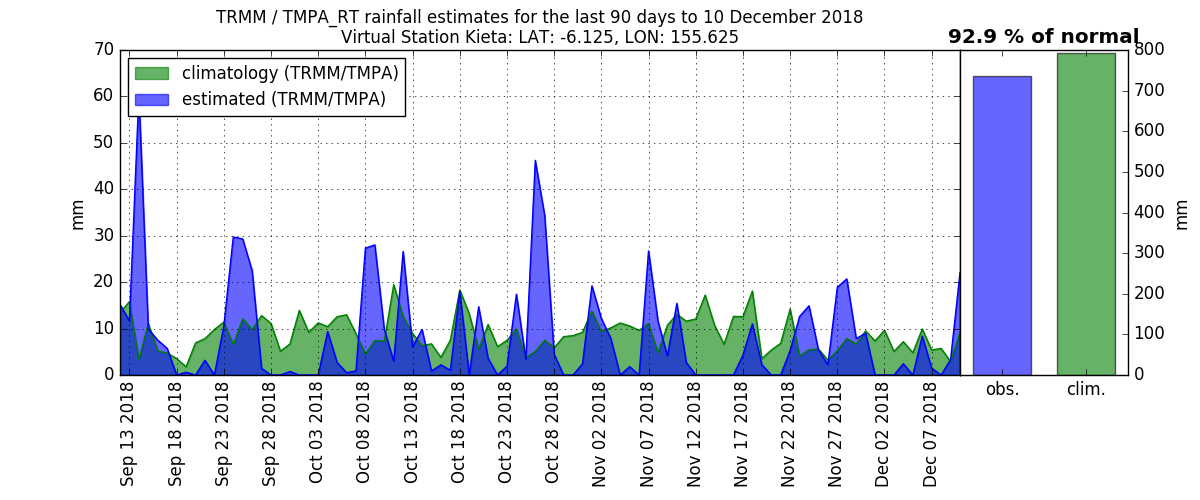 TRMM / TMPA_RT rainfall estimates for the last 90 days to 10 December 2018
Virtual Station Kieta: LAT: -6.125, LON: 155.625
92.9 % of normal
climatology (TRMM/TMPA)
estimated (TRMM/TMPA)
70
60
50
40
30
20
10
0
mm
Sep 13 2018
Sep 18 2018
Sep 23 2018
Sep 28 2018
Oct 03 2018
Oct 08 2018
Oct 13 2018
Oct 18 2018
Oct 23 2018
Oct 28 2018
Nov 02 2018
Nov 07 2018
Nov 12 2018
Nov 17 2018
Nov 22 2018
Nov 27 2018
Dec 02 2018
Dec 07 2018
obs.
clim.
800
700
600
500
400
300
200
100
0
mm